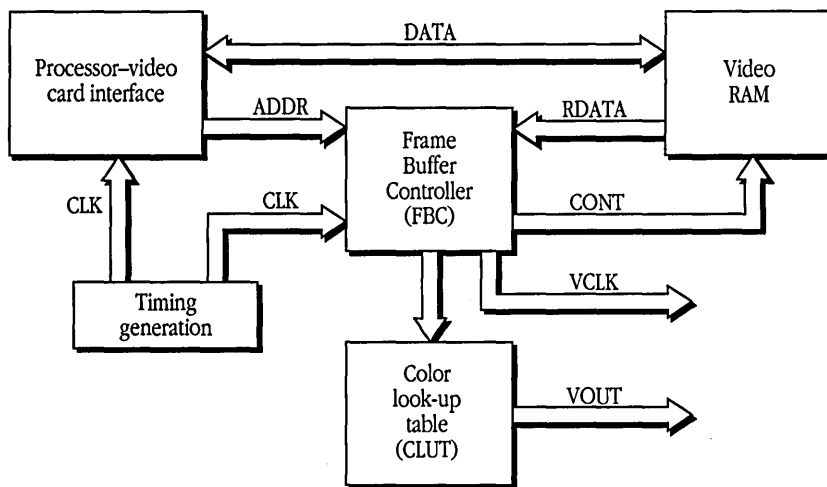 DATA
Processor–video
card interface
Video
RAM
ADDR
RDATA
Frame
Buffer
Controller
(FBC)
CLK
CLK
CONT
Timing
generation
VCLK
Color
look-up
table
(CLUT)
VOUT